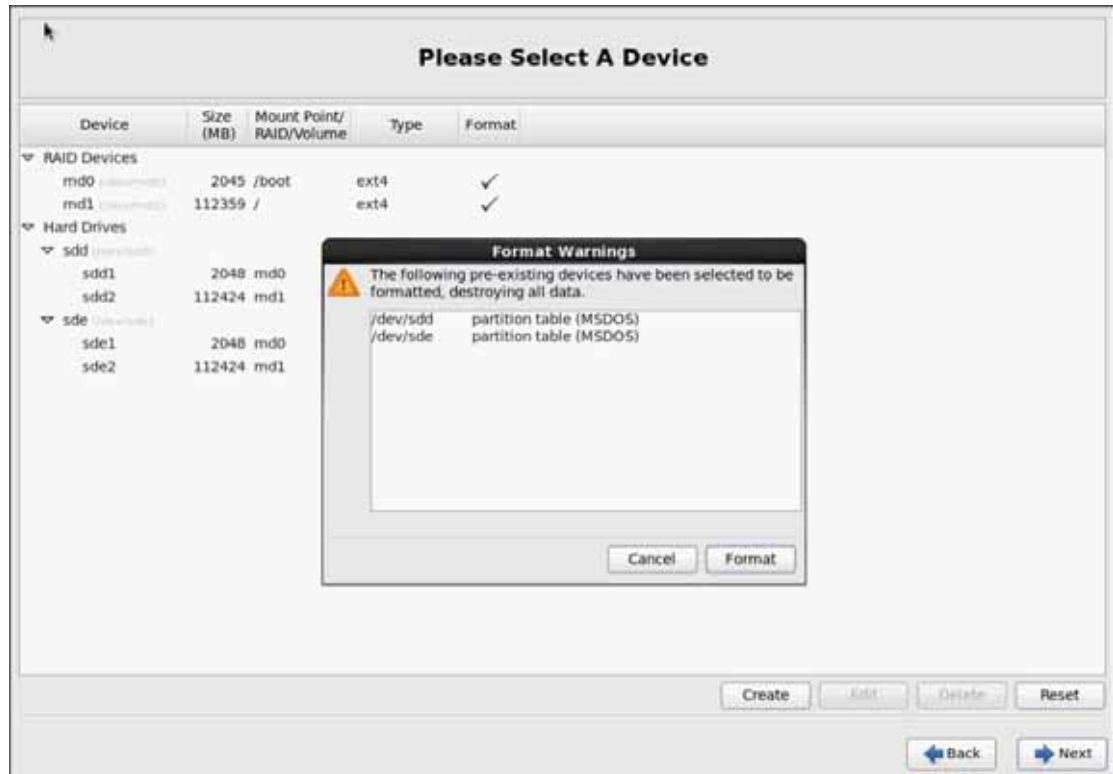 Please Select A Device
Device Size (MB) Mount Point/ RAID/Volume Type Format
RAID Devices
md0 2045 /boot ext4 ✓
md1 112359 / ext4 ✓
Hard Drives
sdd
sdd1 2048 md0
sdd2 112424 md1
sde
sde1 2048 md0
sde2 112424 md1
Format Warnings
The following pre-existing devices have been selected to be
formatted, destroying all data.
/dev/sdd partition table (MSDOS)
/dev/sde partition table (MSDOS)
Cancel Format
Create Edit Delete Reset
Back Next